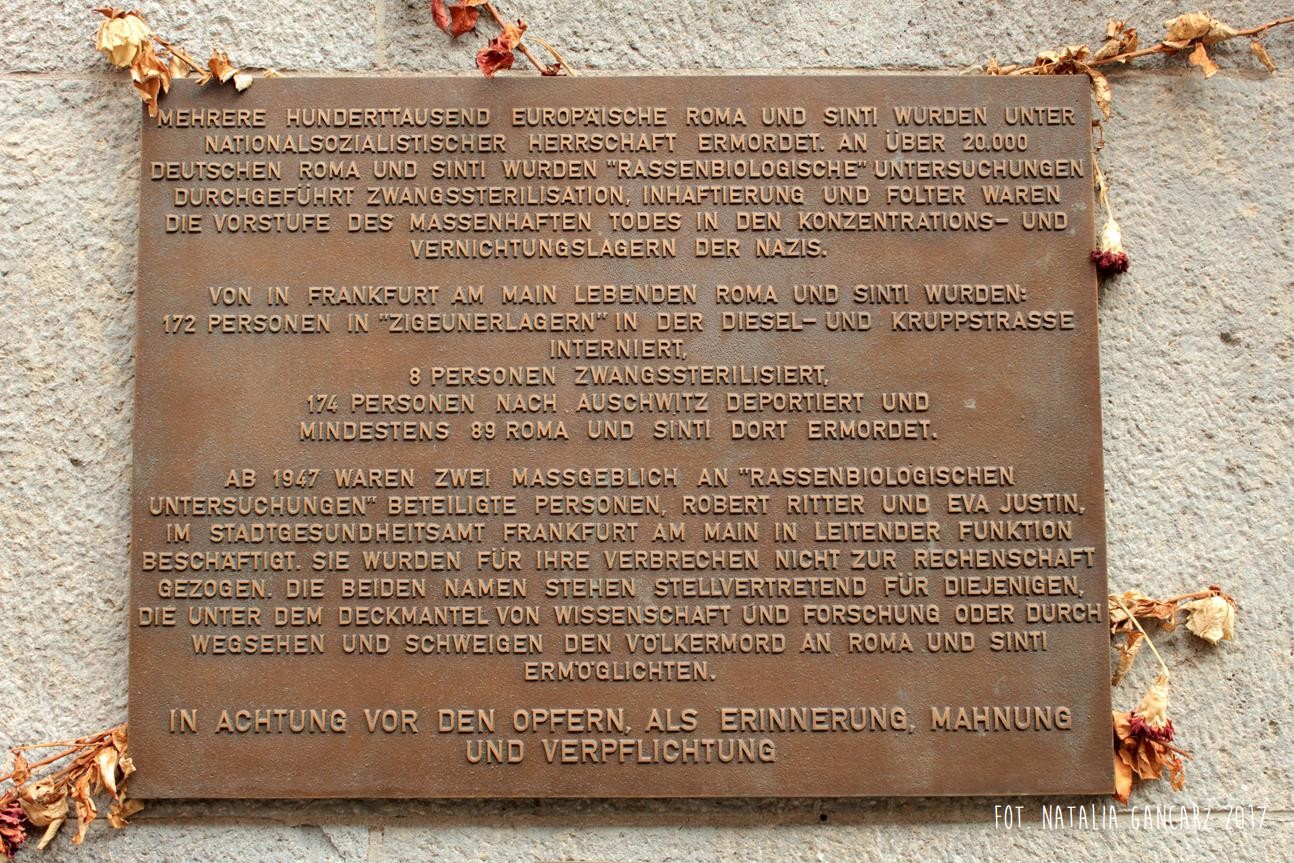 MEHRERE HUNDERTTAUSEND EUROPÄISCHE ROMA UND SINTI WURDEN UNTER
NATIONALSOZIALISTISCHER HERRSCHAFT ERMORDET. AN ÜBER 20.000
DEUTSCHEN ROMA UND SINTI WURDEN "RASSENBIOLOGISCHE" UNTERSUCHUNGEN
DURCHGEFÜHRT ZWANGSSTERILISATION, INHAFTIERUNG UND FOLTER WAREN
DIE VORSTUFE DES MASSENHAFTEN TODES IN DEN KONZENTRATIONS- UND
VERNICHTUNGSLAGERN DER NAZIS.
VON IN FRANKFURT AM MAIN LEBENDEN ROMA UND SINTI WURDEN:
172 PERSONEN IN "ZIGEUNERLAGERN" IN DER DIESEL- UND KRUPPSTRASSE
INTERNIERT,
8 PERSONEN ZWANGSSTERILISIERT,
174 PERSONEN NACH AUSCHWITZ DEPORTIERT UND
MINDESTENS 89 ROMA UND SINTI DORT ERMORDET.
AB 1947 WAREN ZWEI MASSGEBLICH AN "RASSENBIOLOGISCHEN
UNTERSUCHUNGEN" BETEILIGTE PERSONEN, ROBERT RITTER UND EVA JUSTIN,
IM STADTGESUNDHEITSAMT FRANKFURT AM MAIN IN LEITENDER FUNKTION
BESCHÄFTIGT. SIE WURDEN FÜR IHRE VERBRECHEN NICHT ZUR RECHENSCHAFT
GEZOGEN. DIE BEIDEN NAMEN STEHEN STELLVERTRETEND FÜR DIEJENIGEN,
DIE UNTER DEM DECKMANTEL VON WISSENSCHAFT UND FORSCHUNG ODER DURCH
WEGSEHEN UND SCHWEIGEN DEN VÖLKERMORD AN ROMA UND SINTI
ERMÖGLICHTEN.
IN ACHTUNG VOR DEN OPFERN, ALS ERINNERUNG, MAHNUNG
UND VERPFLICHTUNG
FOT. NATALIA GANCARZ 2017